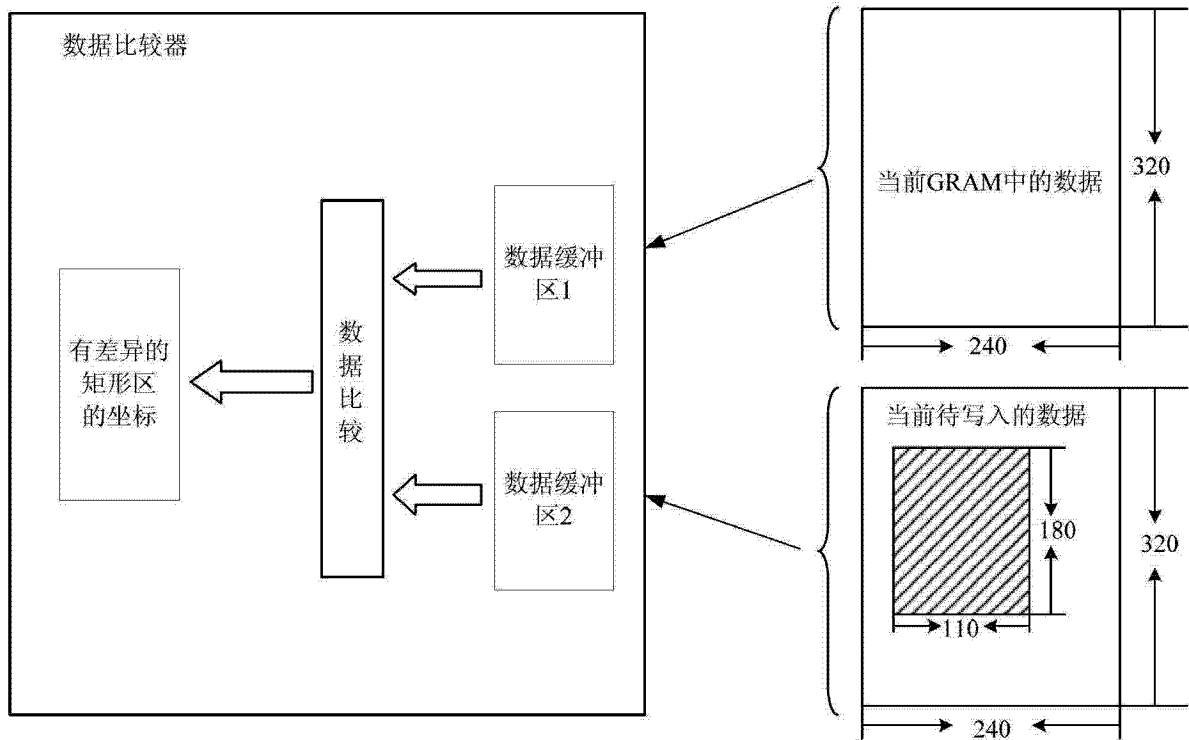 数据比较器
有差异的
矩形区
的坐标
数
据
比
较
数据缓冲
区1
数据缓冲
区2
当前GRAM中的数据
320
240
当前待写入的数据
180
110
320
240